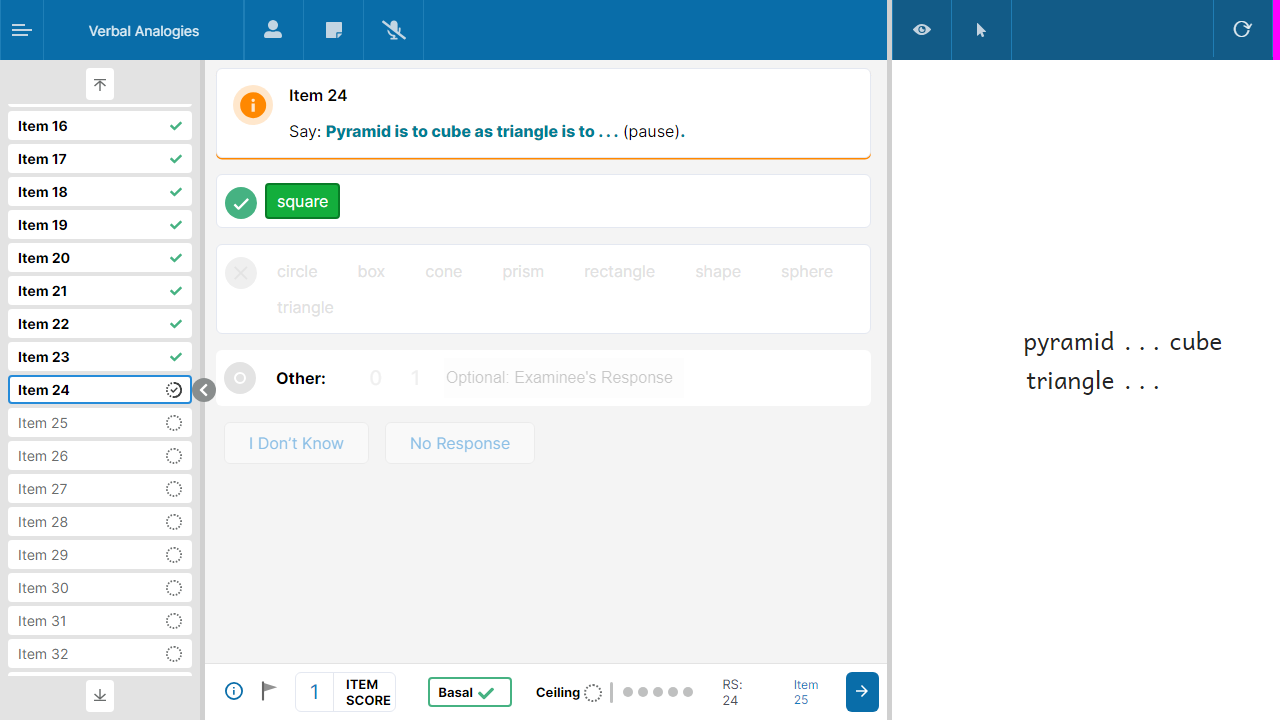 Verbal Analogies
Item 16
Item 17
Item 18
Item 19
Item 20
Item 21
Item 22
Item 23
Item 24
Item 25
Item 26
Item 27
Item 28
Item 29
Item 30
Item 31
Item 32
Item 24
Say: Pyramid is to cube as triangle is to . . . (pause).
square
circle box cone prism rectangle shape sphere
triangle
Other: 0 1 Optional: Examinee's Response
I Don't Know No Response
1 ITEM SCORE
Basal
Ceiling
RS: 24
Item 25
pyramid . . . cube
triangle . . .